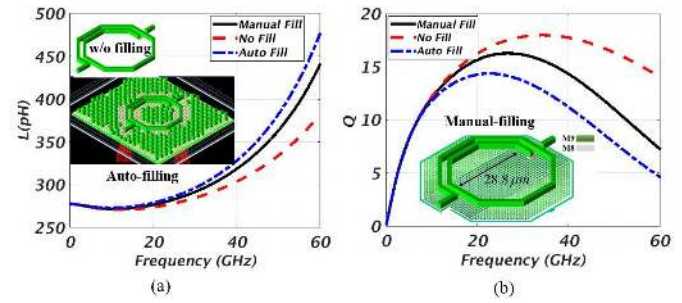 500
450
400
350
300
250
L(pH)
w/o filling
Manual Fill
No Fill
Auto Fill
Auto-filling
0
20
40
60
Frequency (GHz)
(a)
20
15
10
5
0
Q
Manual Fill
No Fill
Auto Fill
Manual-filling
M9
M8
28.8 μm
0
20
40
60
Frequency (GHz)
(b)